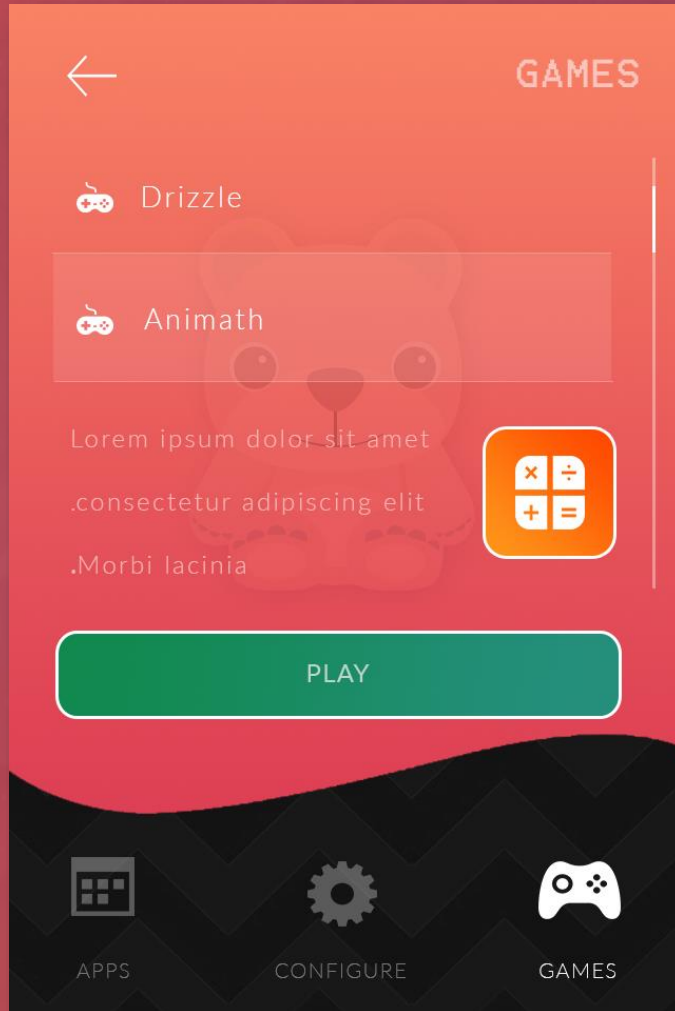 GAMES
Drizzle
Animath
Lorem ipsum dolor sit amet
.consectetur adipiscing elit
.Morbi lacinia
PLAY
APPS
CONFIGURE
GAMES